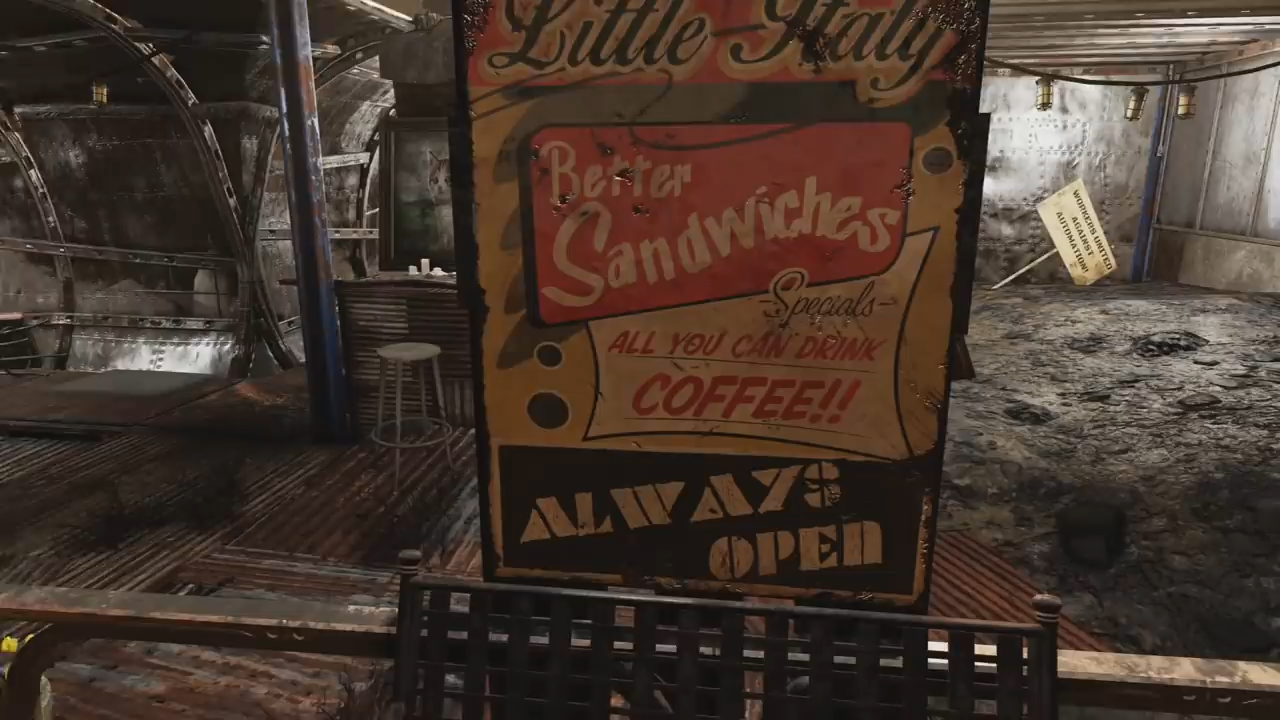 Little Italy
Better
Sandwiches
Specials
ALL YOU CAN DRINK
COFFEE!!
ALWAYS
OPEN
WORKERS UNITED
AGAINST
AUTOMATION!